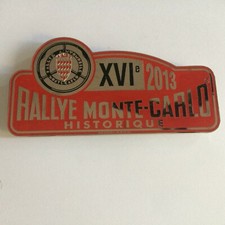 XVIe 2013
RALLYE MONTE-CARLO
HISTORIQUE